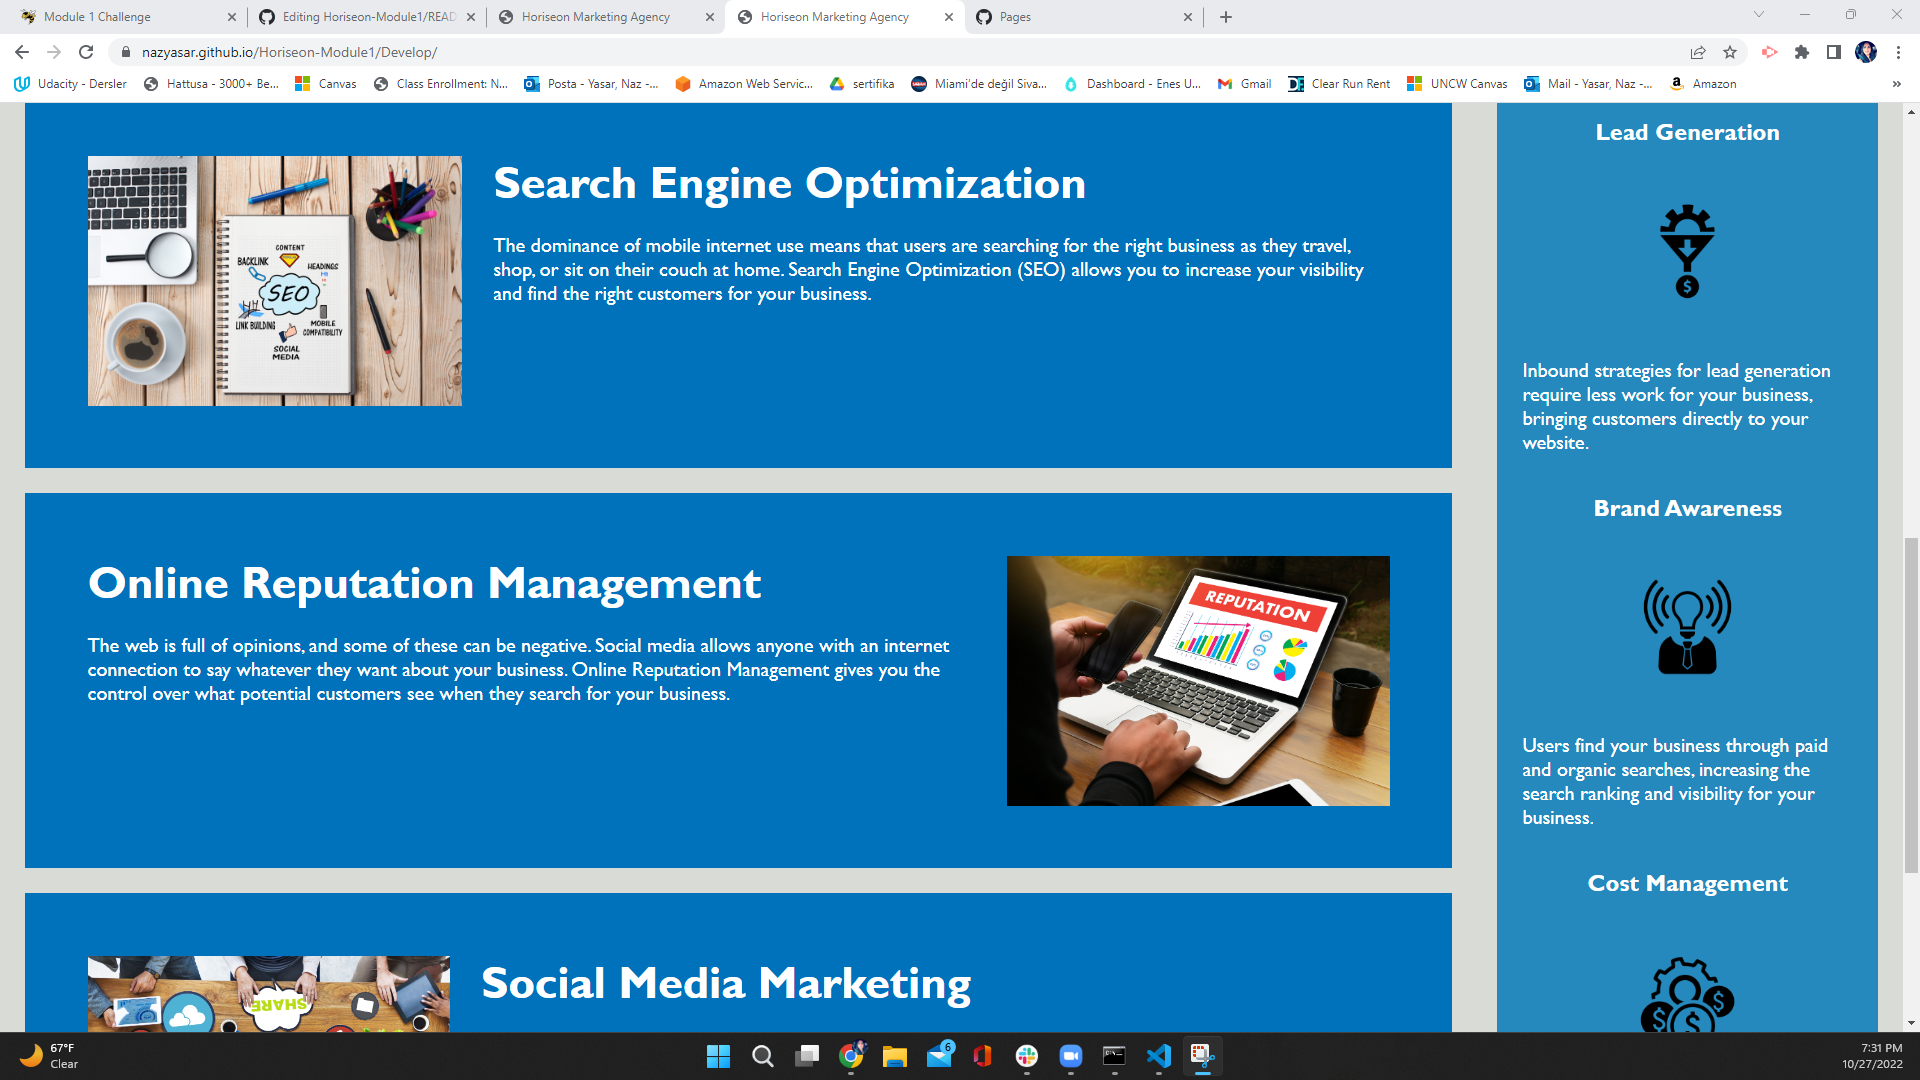 Module 1 Challenge
Editing Horiseon-Module1/READ
Horiseon Marketing Agency
Horiseon Marketing Agency
Pages
nazyasar.github.io/Horiseon-Module1/Develop/
Udacity - Dersler
Hattusa - 3000+ Be...
Canvas
Class Enrollment: N...
Posta - Yasar, Naz -...
Amazon Web Servic...
sertifika
Miami'de değil Siva...
Dashboard - Enes U...
Gmail
Clear Run Rent
UNCW Canvas
Mail - Yasar, Naz -...
Amazon
»
CONTENT
BACKLINK
HEADINGS
SEO
LINK BUILDING
MOBILE
COMPATIBILITY
SOCIAL
MEDIA
Search Engine Optimization
The dominance of mobile internet use means that users are searching for the right business as they travel,
shop, or sit on their couch at home. Search Engine Optimization (SEO) allows you to increase your visibility
and find the right customers for your business.
Online Reputation Management
The web is full of opinions, and some of these can be negative. Social media allows anyone with an internet
connection to say whatever they want about your business. Online Reputation Management gives you the
control over what potential customers see when they search for your business.
REPUTATION
SHARE
Social Media Marketing
Lead Generation
$
Inbound strategies for lead generation
require less work for your business,
bringing customers directly to your
website.
Brand Awareness
Users find your business through paid
and organic searches, increasing the
search ranking and visibility for your
business.
Cost Management
$
$ $
67°F
Clear
6
7:31 PM
10/27/2022